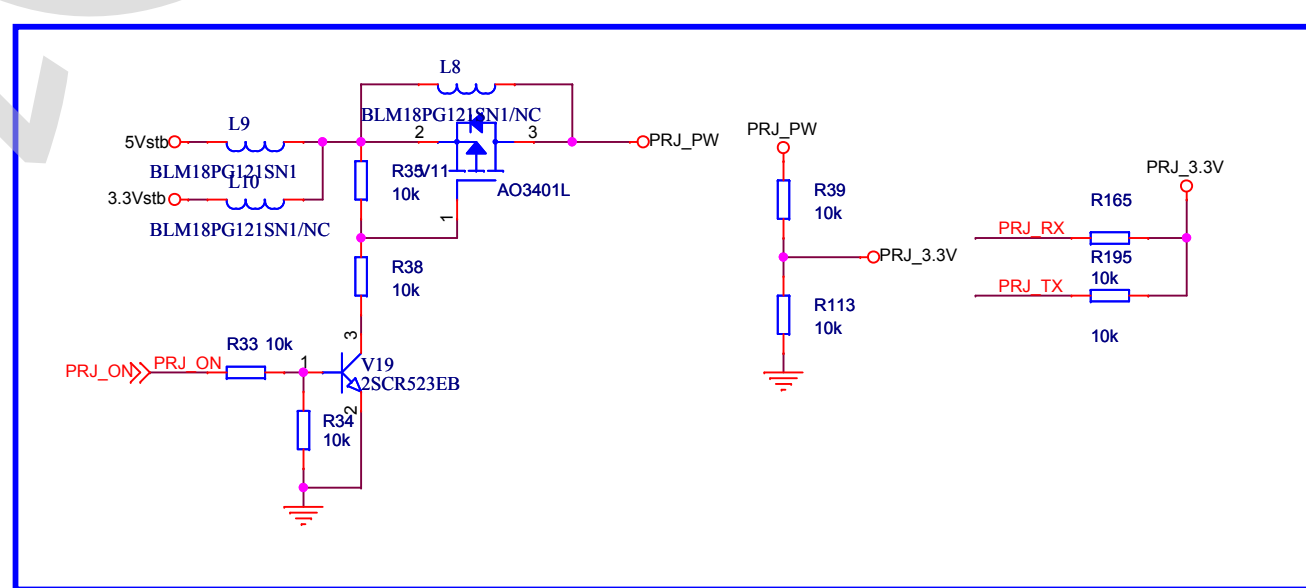 L8
BLM18PG121SN1/NC
L9
5Vstb
BLM18PG121SN1
L10
3.3Vstb
BLM18PG121SN1/NC
2
3
PRJ_PW
R35
10k
V11
AO3401L
1
R38
10k
PRJ_ON
PRJ_ON
R33 10k
1
3
V19
2SCR523EB
2
R34
10k
PRJ_PW
R39
10k
PRJ_3.3V
R113
10k
PRJ_3.3V
R165
PRJ_RX
R195
10k
PRJ_TX
10k